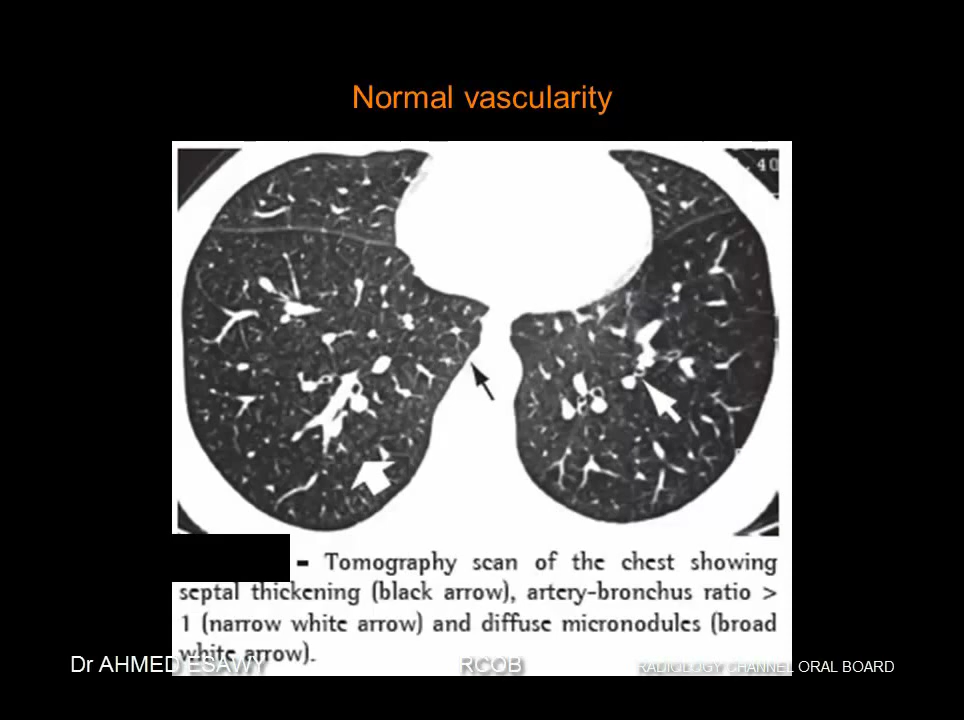 Normal vascularity
.40
- Tomography scan of the chest showing
septal thickening (black arrow), artery-bronchus ratio >
1 (narrow white arrow) and diffuse micronodules (broad
white arrow).
Dr AHMED ESAWY RCOB RADIOLOGY CHANNEL ORAL BOARD